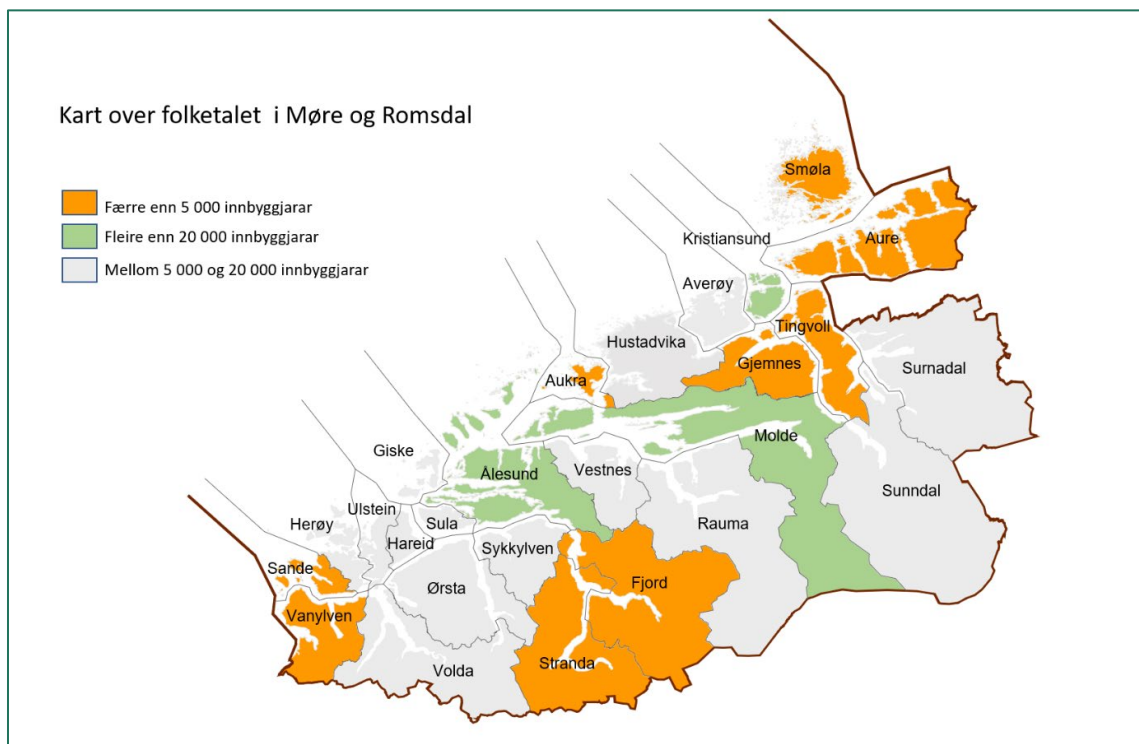 Kart over folketalet i Møre og Romsdal
Færre enn 5 000 innbyggjarar
Fleire enn 20 000 innbyggjarar
Mellom 5 000 og 20 000 innbyggjarar
Smøla
Kristiansund
Aure
Averøy
Tingvoll
Hustadvika
Gjemnes
Surnadal
Aukra
Molde
Giske
Ålesund
Vestnes
Sunndal
Ulstein
Rauma
Herøy
Sula
Hareid
Sykkylven
Sande
Ørsta
Fjord
Vanylven
Stranda
Volda